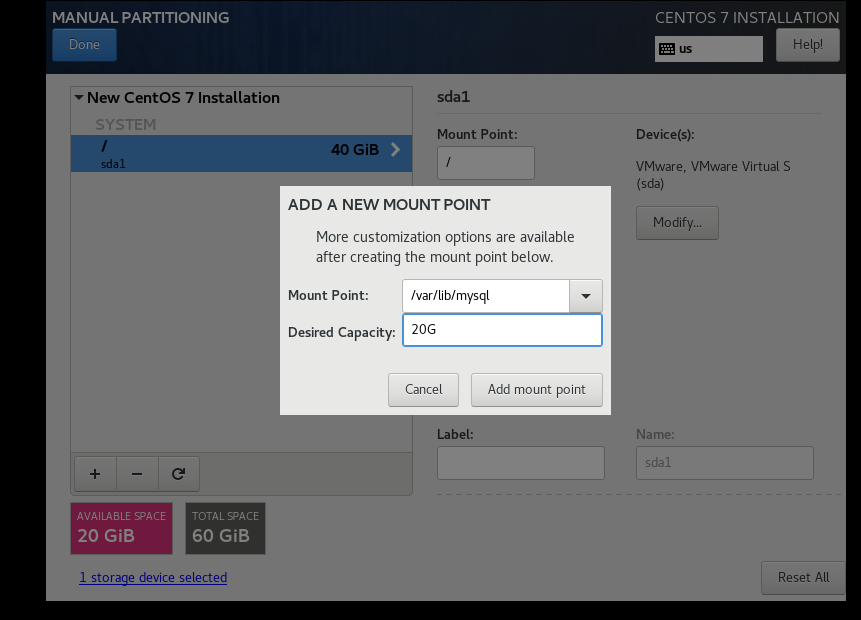 MANUAL PARTITIONING
CENTOS 7 INSTALLATION
Done
us
Help!
New CentOS 7 Installation
SYSTEM
/
sda1
40 GiB
sda1
Mount Point:
/
Device(s):
VMware, VMware Virtual S
(sda)
Modify...
ADD A NEW MOUNT POINT
More customization options are available
after creating the mount point below.
Mount Point:
/var/lib/mysql
Desired Capacity:
20G
Cancel
Add mount point
Label:
Name:
sda1
AVAILABLE SPACE
20 GiB
TOTAL SPACE
60 GiB
1 storage device selected
Reset All